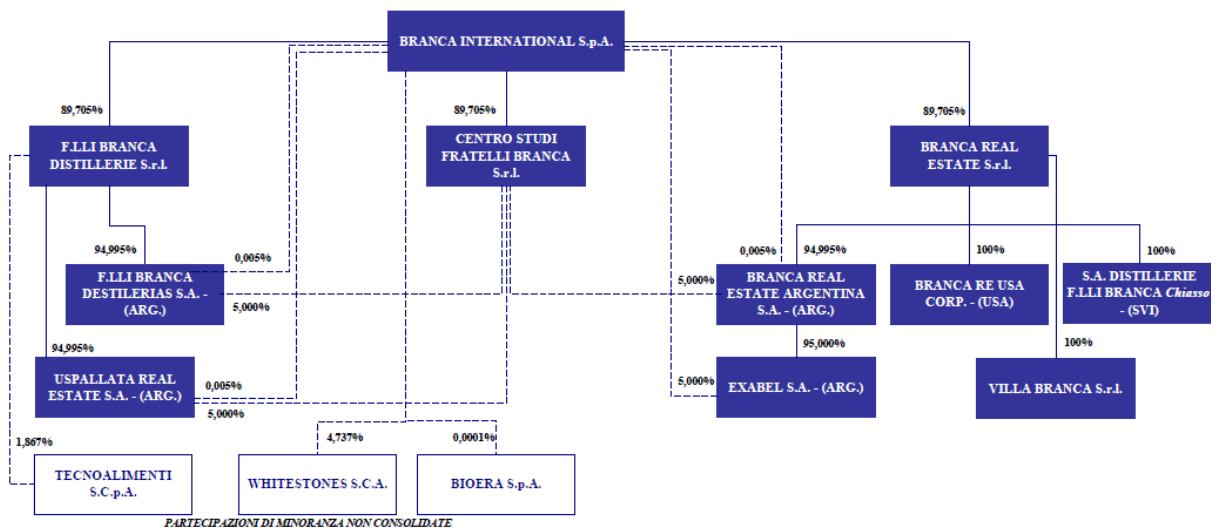 BRANCA INTERNATIONAL S.p.A.
89,705%
89,705%
89,705%
F.LLI BRANCA
DISTILLERIE S.r.l.
CENTRO STUDI
FRATELLI BRANCA
S.r.l.
BRANCA REAL
ESTATE S.r.l.
94,995%
0,005%
0,005%
94,995%
100%
100%
F.LLI BRANCA
DESTILERIAS S.A. -
(ARG.)
5,000%
5,000%
BRANCA REAL
ESTATE ARGENTINA
S.A. - (ARG.)
BRANCA RE USA
CORP. - (USA)
S.A. DISTILLERIE
F.LLI BRANCA Chiasso
- (SVI)
94,995%
95,000%
100%
USPALLATA REAL
ESTATE S.A. - (ARG.)
0,005%
5,000%
5,000%
EXABEL S.A. - (ARG.)
VILLA BRANCA S.r.l.
1,867%
4,737%
0,0001%
TECNOALIMENTI
S.C.p.A.
WHITESTONES S.C.A.
BIOERA S.p.A.
PARTECIPAZIONI DI MINORANZA NON CONSOLIDATE